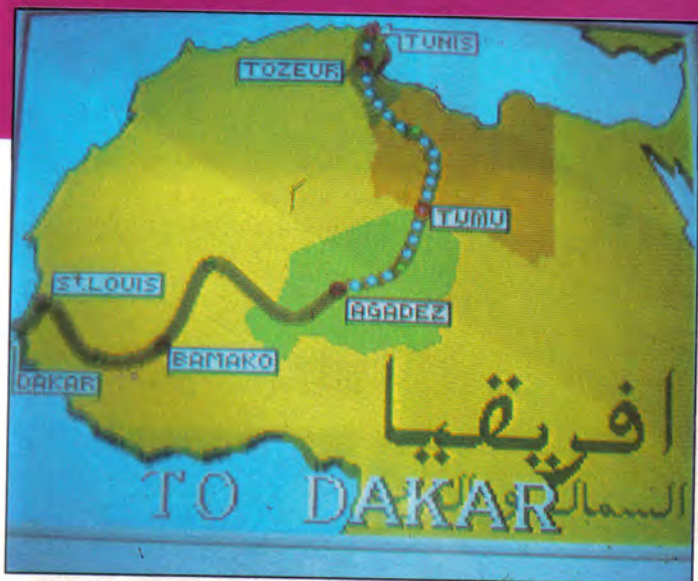 TUNIS
TOZEUR
TUMU
St.LOUIS
AGADEZ
BAMAKO
DAKAR
افريقيا
TO DAKAR